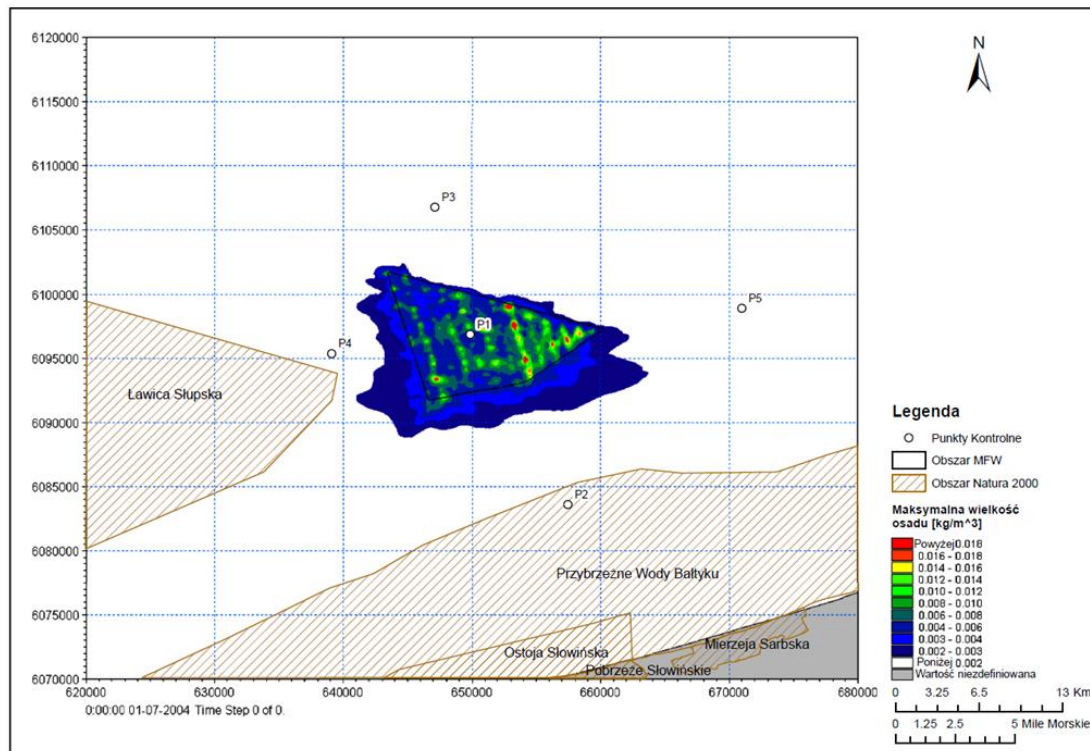 6120000
N
6115000
6110000
P3
6105000
6100000
P5
P1
P4
6095000
Ławica Słupska
6090000
Legenda
Punkty Kontrolne
Obszar MFW
6085000
Obszar Natura 2000
P2
Maksymalna wielkość
osadu [kg/m^3]
6080000
Powyżej 0.018
0.016 - 0.018
0.014 - 0.016
Przybrzeżne Wody Bałtyku
0.012 - 0.014
0.010 - 0.012
6075000
0.008 - 0.010
0.006 - 0.008
Mierzeja Sarbska
0.004 - 0.006
Ostoja Słowińska
0.003 - 0.004
0.002 - 0.003
Pobrzeże Słowińskie
Poniżej 0.002
6070000
Wartość niezdefiniowana
620000 630000 640000 650000 660000 670000 680000
0 3.25 6.5 13 Km
0:00:00 01-07-2004 Time Step 0 of 0.
0 1.25 2.5 5 Mile Morskie